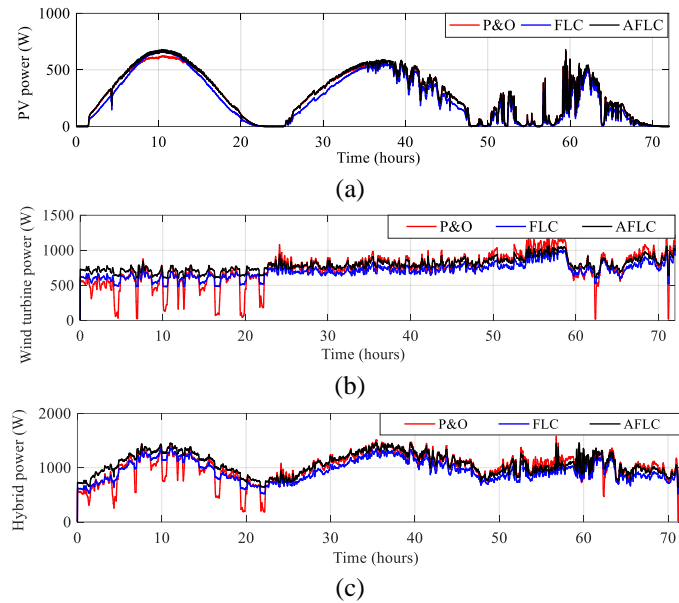 1000
P&O FLC AFLC
PV power (W)
500
0
0 10 20 30 40 50 60 70
Time (hours)
(a)
1500
P&O FLC AFLC
Wind turbine power (W)
1000
500
0
0 10 20 30 40 50 60 70
Time (hours)
(b)
2000
P&O FLC AFLC
Hybrid power (W)
1000
0
0 10 20 30 40 50 60 70
Time (hours)
(c)